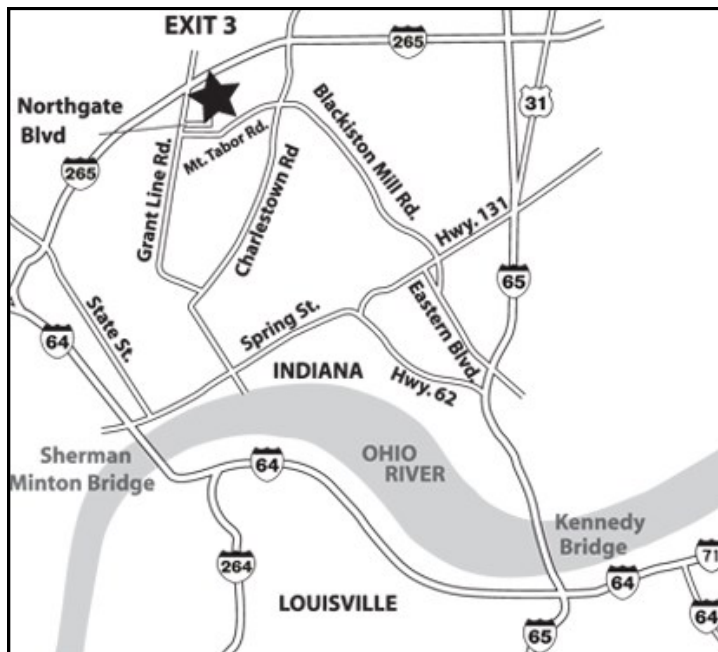 EXIT 3
265
31
Northgate
Blvd
Mt. Tabor Rd.
Blackiston Mill Rd.
265
Grant Line Rd.
Charlestown Rd
Hwy. 131
65
State St.
64
Spring St.
Eastern Blvd.
INDIANA
Hwy. 62
Sherman
Minton Bridge
64
OHIO
RIVER
Kennedy
Bridge
264
71
64
64
LOUISVILLE
65